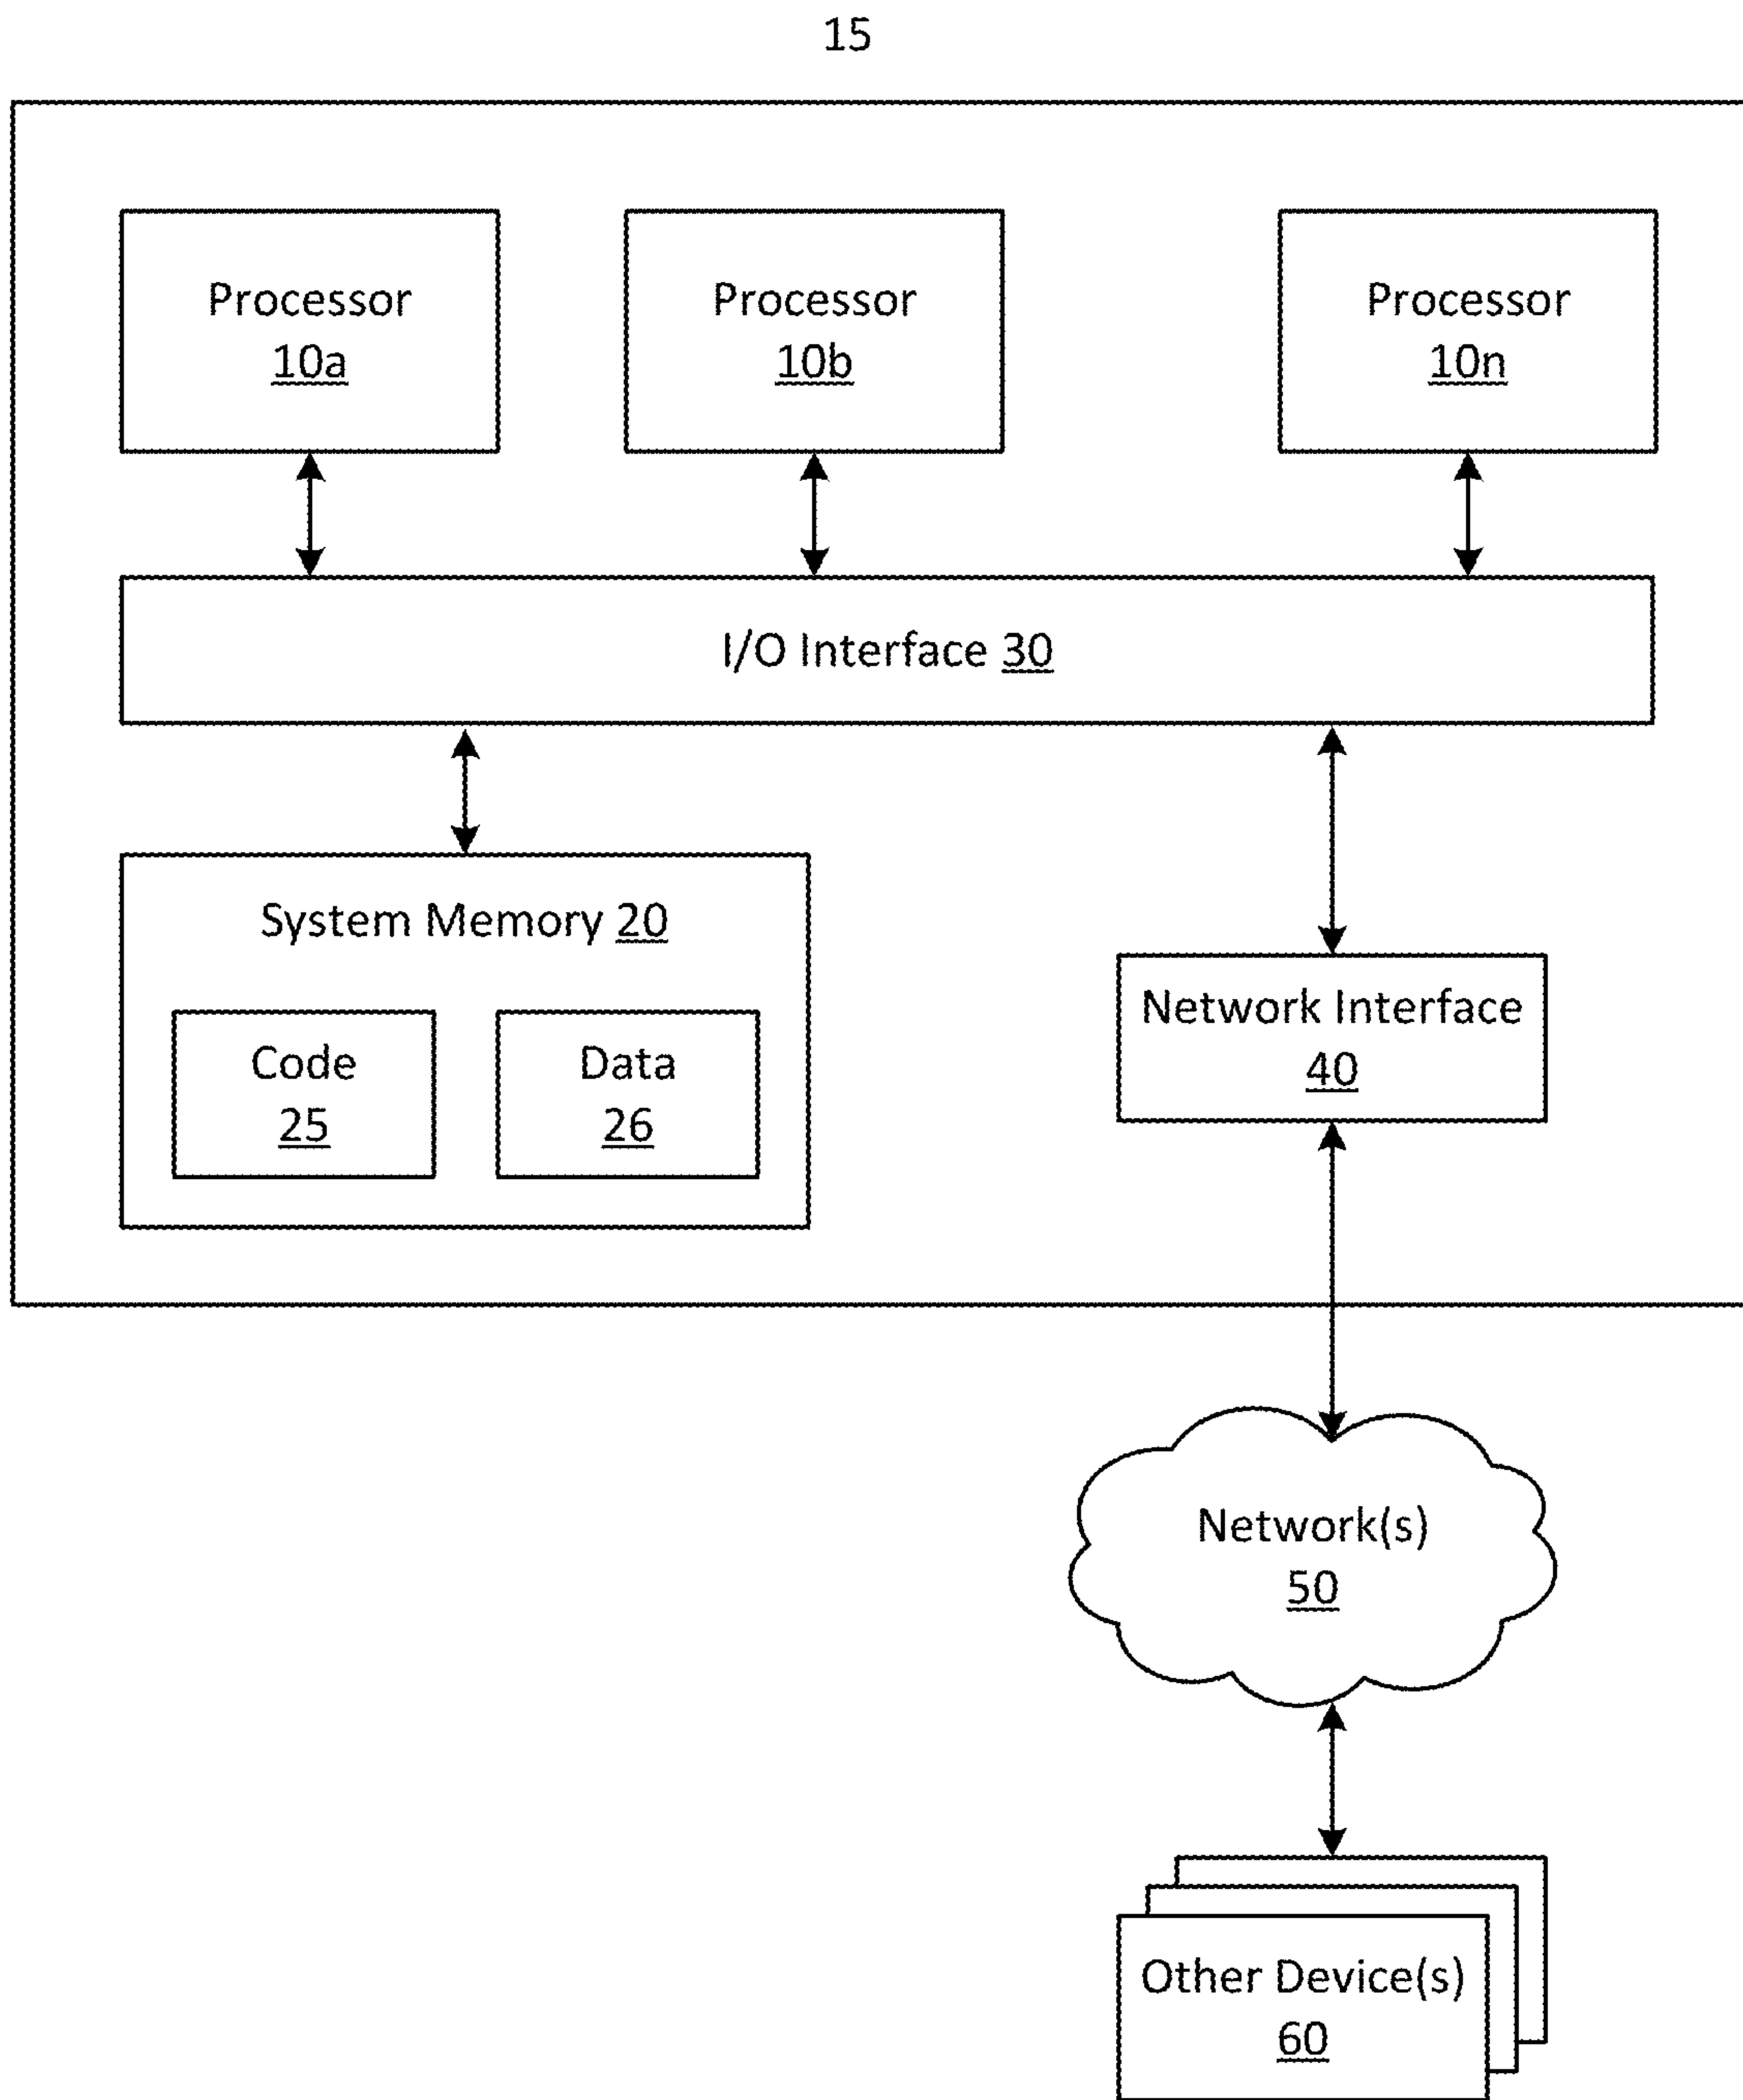 15
Processor
10a
Processor
10b
Processor
10n
I/O Interface 30
System Memory 20
Code
25
Data
26
Network Interface
40
Network(s)
50
Other Device(s)
60